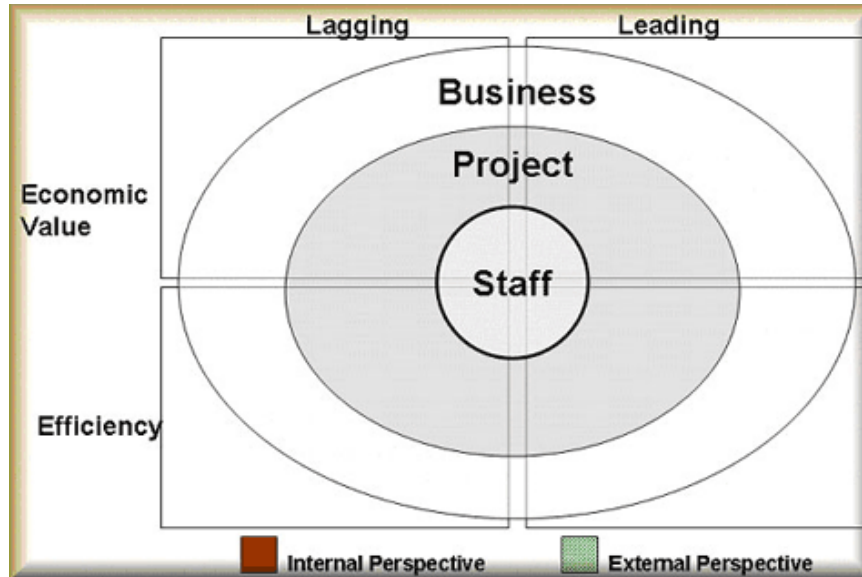 Lagging
Leading
Business
Project
Economic
Value
Staff
Efficiency
Internal Perspective
External Perspective